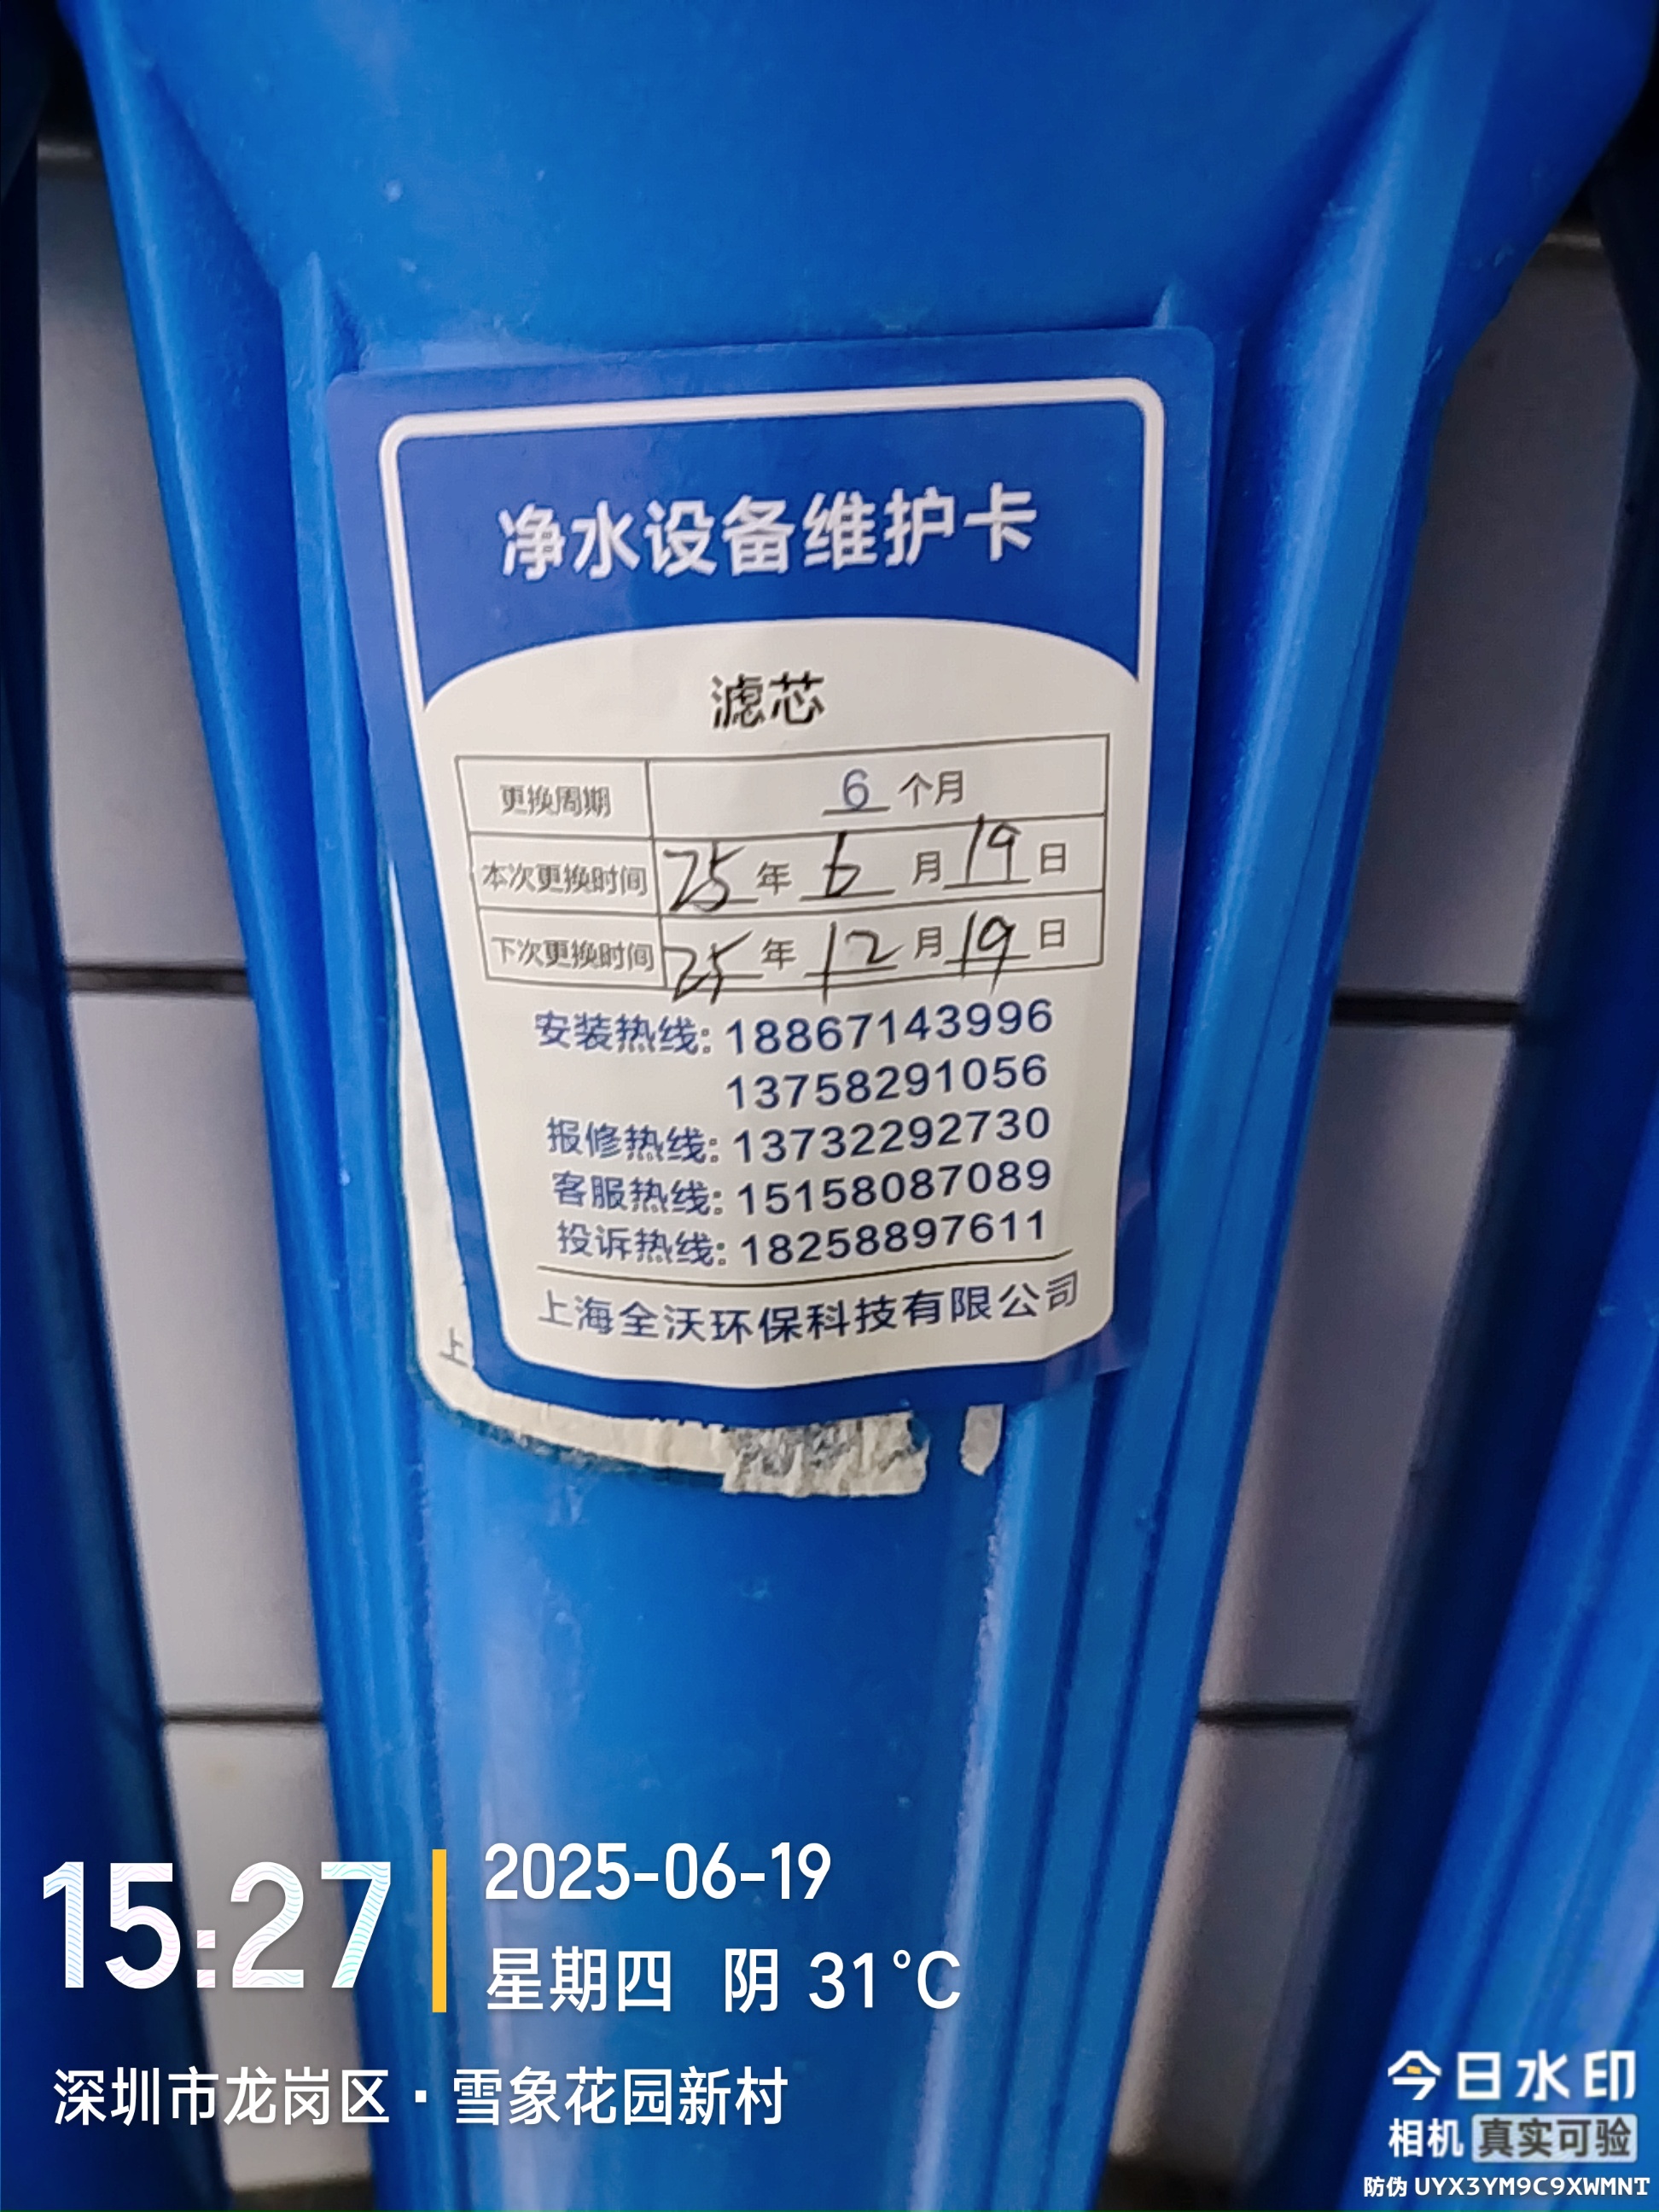 净水设备维护卡
滤芯
更换周期 6 个月
本次更换时间 25 年 6 月 19 日
下次更换时间 25 年 12 月 19 日
安装热线: 18867143996
13758291056
报修热线: 13732292730
客服热线: 15158087089
投诉热线: 18258897611
上海全沃环保科技有限公司
上
15:27
2025-06-19
星期四 阴 31°C
深圳市龙岗区·雪象花园新村
今日水印
相机 真实可验
防伪 UYX3YM9C9XWMNT